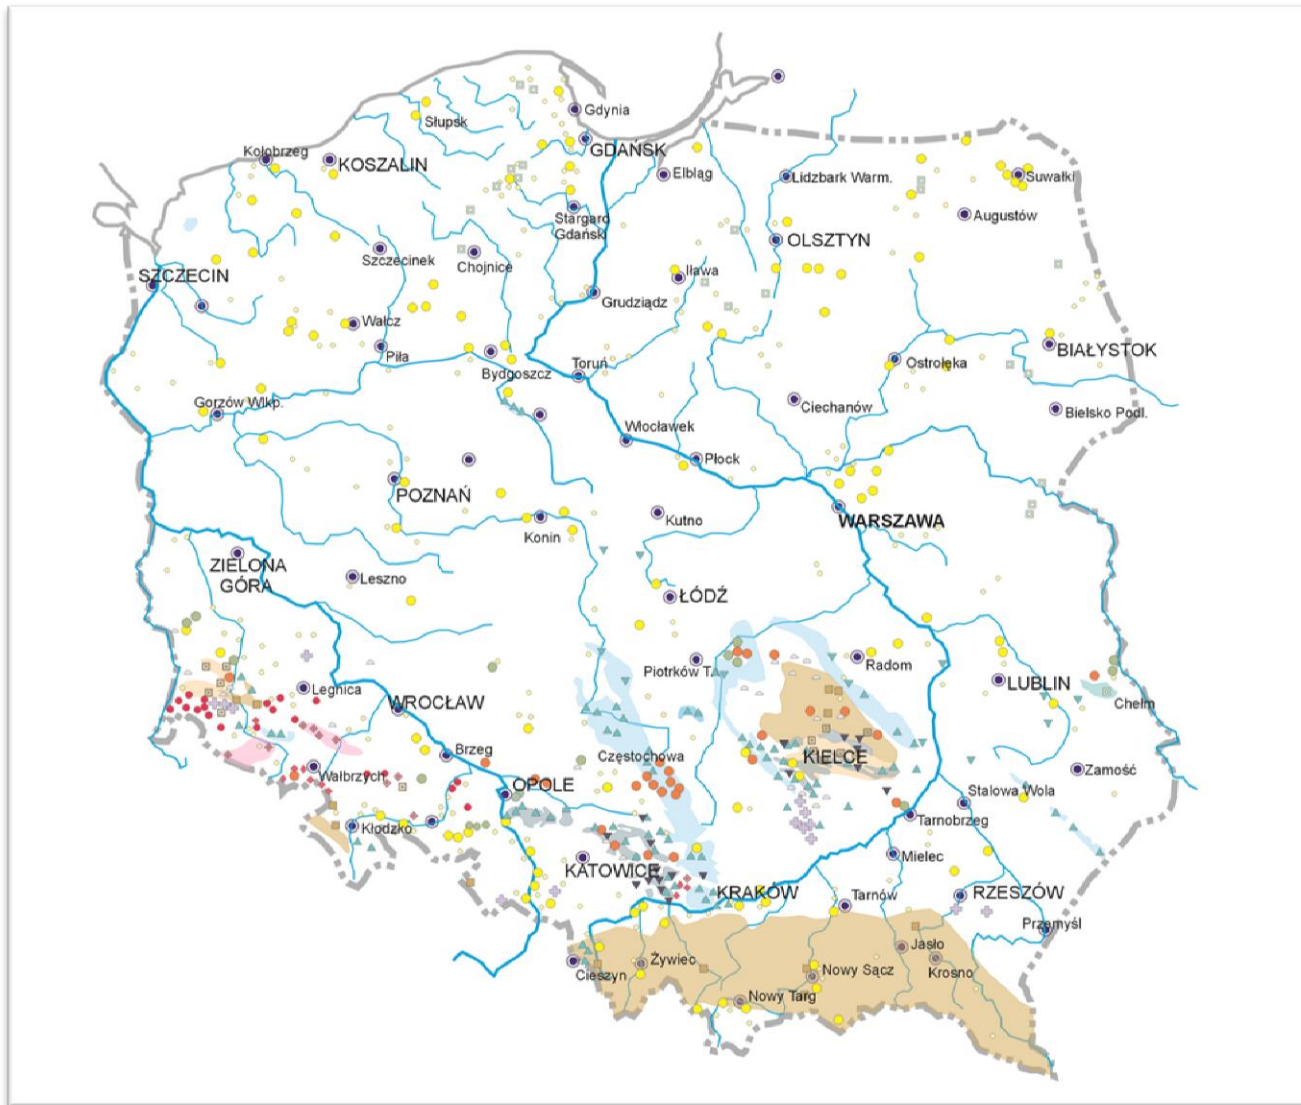 Gdynia
Słupsk
GDAŃSK
Kołobrzeg
KOSZALIN
Elbląg
Lidzbark Warm.
Suwałki
Augustów
Stargard
Gdański
OLSZTYN
Szczecinek
Chojnice
SZCZECIN
Iława
Grudziądz
Wałcz
Piła
Bydgoszcz
Toruń
Ostrołęka
BIAŁYSTOK
Gorzów Wlkp.
Ciechanów
Bielsko Podl.
Włocławek
Płock
POZNAŃ
Kutno
WARSZAWA
Konin
ZIELONA
GÓRA
Leszno
ŁÓDŹ
Piotrków T.
Radom
LUBLIN
Legnica
WROCŁAW
Chełm
Brzeg
Częstochowa
KIELCE
Zamość
Wałbrzych
OPOLE
Stalowa Wola
Kłodzko
Tarnobrzeg
Mielec
KATOWICE
KRAKÓW
Tarnów
RZESZÓW
Przemyśl
Jasło
Cieszyn
Żywiec
Nowy Sącz
Krosno
Nowy Targ